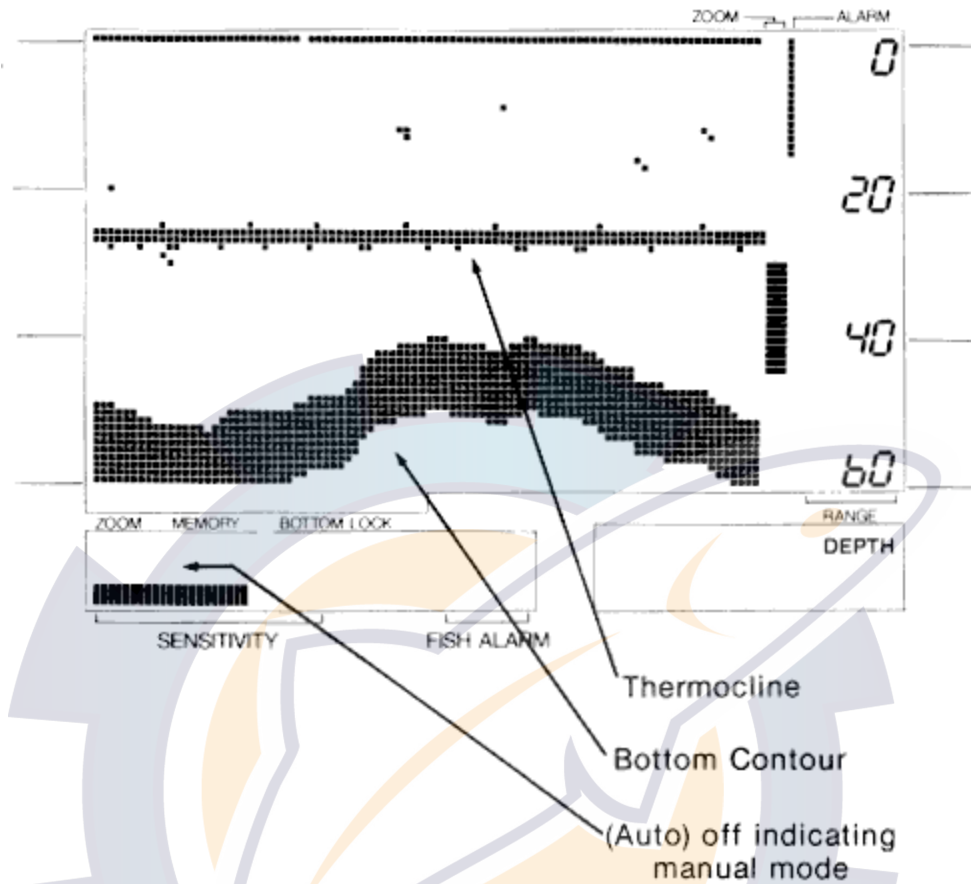 ZOOM ALARM
0
20
40
60
ZOOM MEMORY BOTTOM LOCK
RANGE
DEPTH
SENSITIVITY FISH ALARM
Thermocline
Bottom Contour
(Auto) off indicating
manual mode